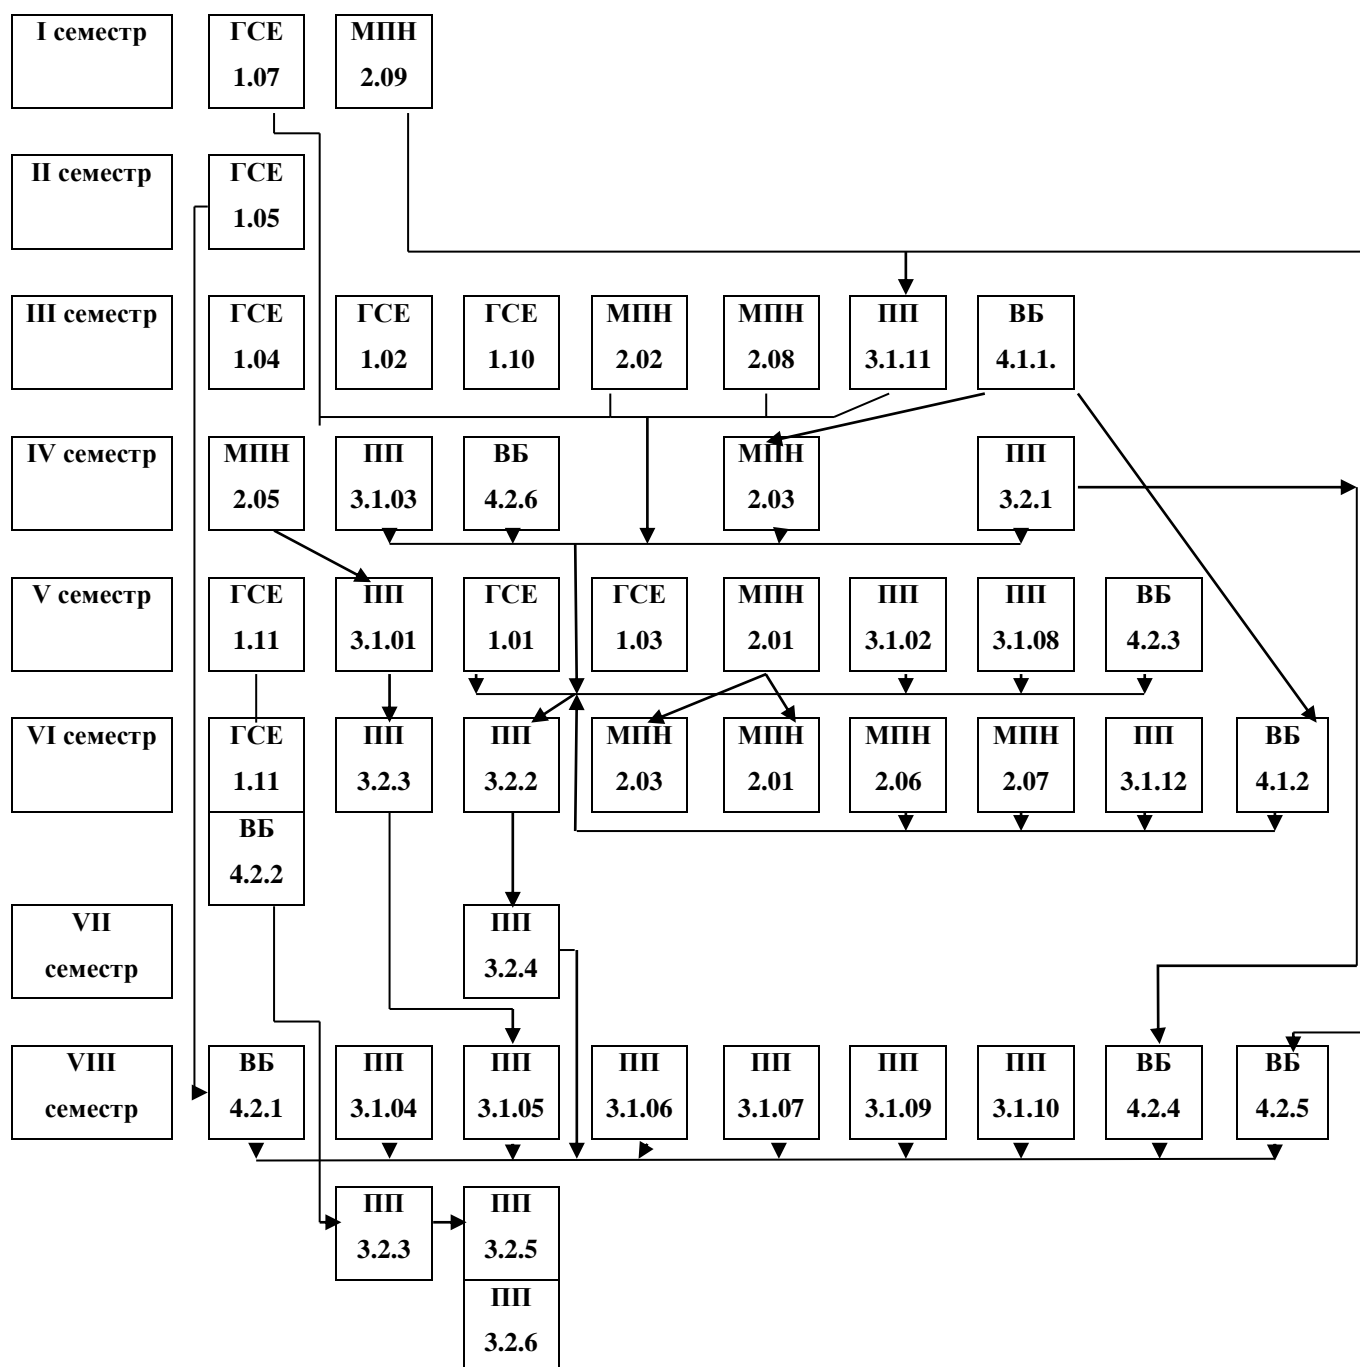 I семестр
ГСЕ
1.07
МПН
2.09
II семестр
ГСЕ
1.05
III семестр
ГСЕ
1.04
ГСЕ
1.02
ГСЕ
1.10
МПН
2.02
МПН
2.08
ПП
3.1.11
ВБ
4.1.1.
IV семестр
МПН
2.05
ПП
3.1.03
ВБ
4.2.6
МПН
2.03
ПП
3.2.1
V семестр
ГСЕ
1.11
ПП
3.1.01
ГСЕ
1.01
ГСЕ
1.03
МПН
2.01
ПП
3.1.02
ПП
3.1.08
ВБ
4.2.3
VI семестр
ГСЕ
1.11
ВБ
4.2.2
ПП
3.2.3
ПП
3.2.2
МПН
2.03
МПН
2.01
МПН
2.06
МПН
2.07
ПП
3.1.12
ВБ
4.1.2
VII
семестр
ПП
3.2.4
VIII
семестр
ВБ
4.2.1
ПП
3.1.04
ПП
3.1.05
ПП
3.1.06
ПП
3.1.07
ПП
3.1.09
ПП
3.1.10
ВБ
4.2.4
ВБ
4.2.5
ПП
3.2.3
ПП
3.2.5
ПП
3.2.6